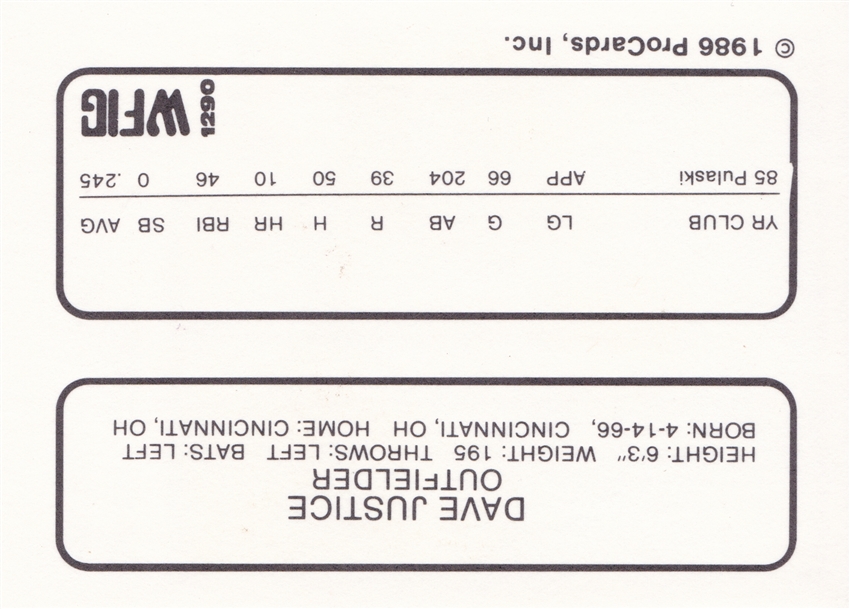 DAVE JUSTICE
OUTFIELDER
HEIGHT: 6'3" WEIGHT: 195 THROWS: LEFT BATS: LEFT
BORN: 4-14-66, CINCINNATI, OH HOME: CINCINNATI, OH
YR CLUB LG G AB R H HR RBI SB AVG
85 Pulaski APP 66 204 39 50 10 46 0 .245
1290 WFIG
© 1986 ProCards, Inc.